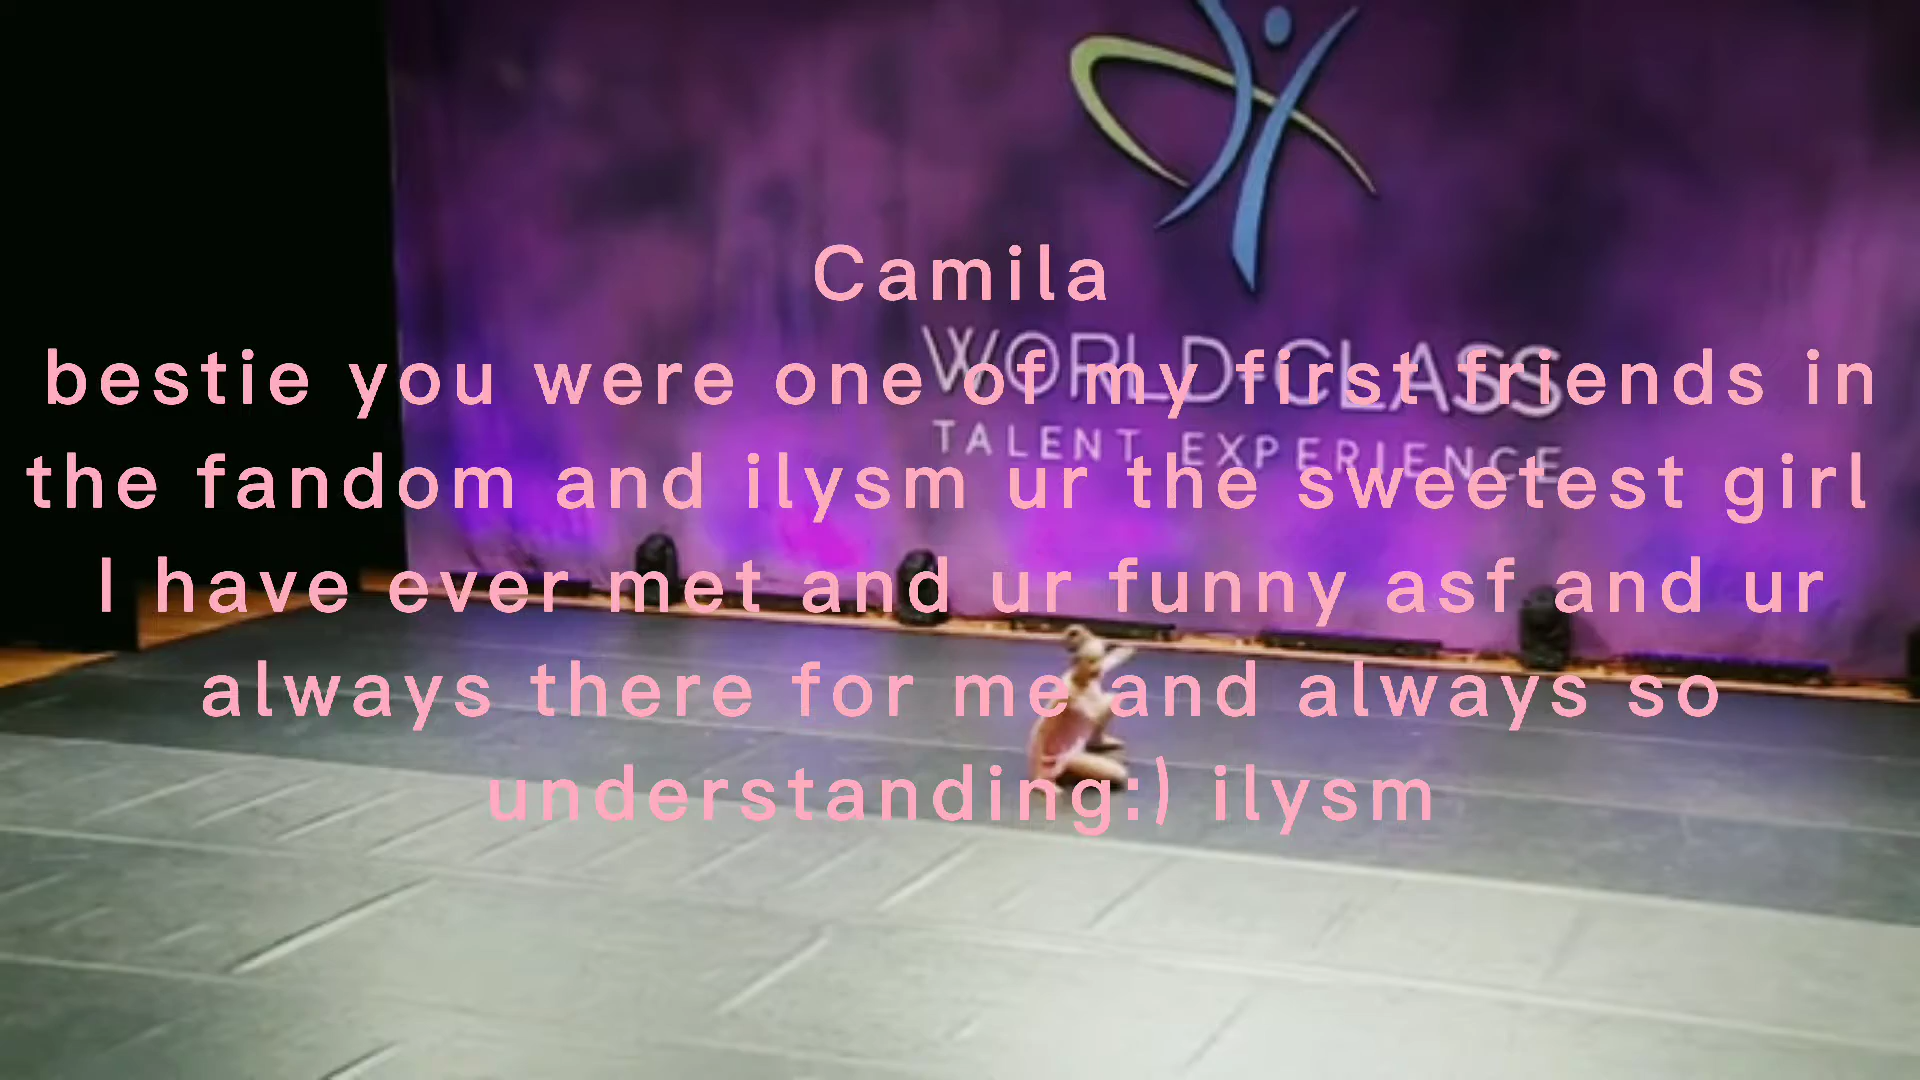 Camila
WORLD-CLASS
TALENT EXPERIENCE
bestie you were one of my first friends in
the fandom and ilysm ur the sweetest girl
I have ever met and ur funny asf and ur
always there for me and always so
understanding:) ilysm